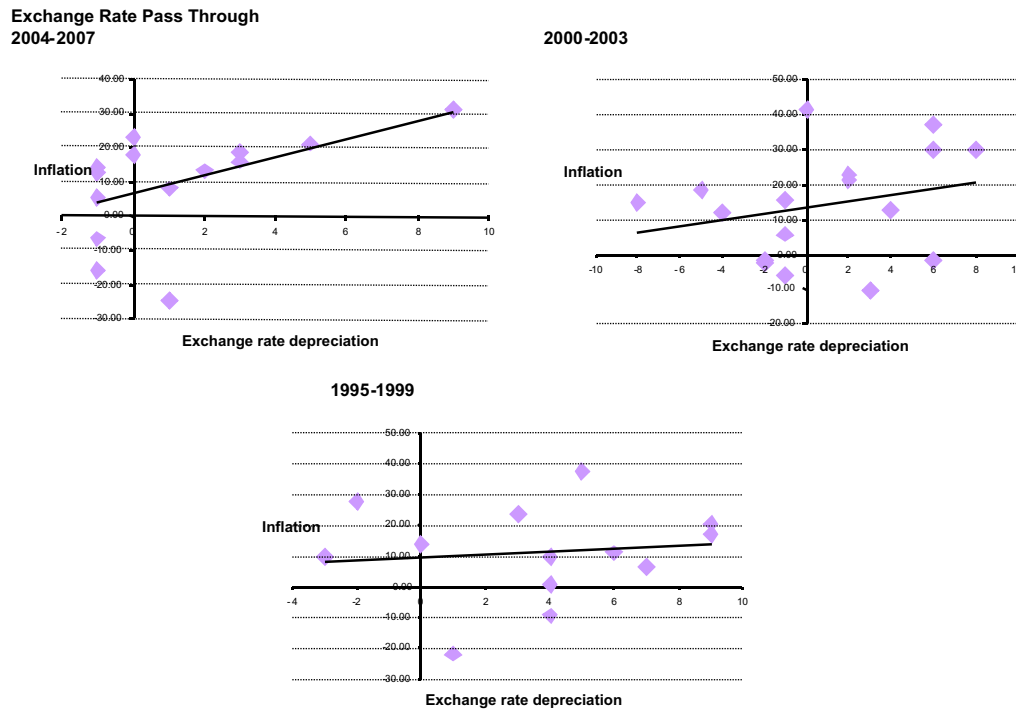 Exchange Rate Pass Through
2004-2007
40.00
30.00
20.00
Inflation
10.00
0.00
-2 0 2 4 6 8 10
-10.00
-20.00
-30.00
Exchange rate depreciation
2000-2003
50.00
40.00
30.00
Inflation
20.00
10.00
0.00
-10 -8 -6 -4 -2 0 2 4 6 8 10
-10.00
-20.00
Exchange rate depreciation
1995-1999
50.00
40.00
30.00
20.00
Inflation
10.00
0.00
-4 -2 0 2 4 6 8 10
-10.00
-20.00
-30.00
Exchange rate depreciation